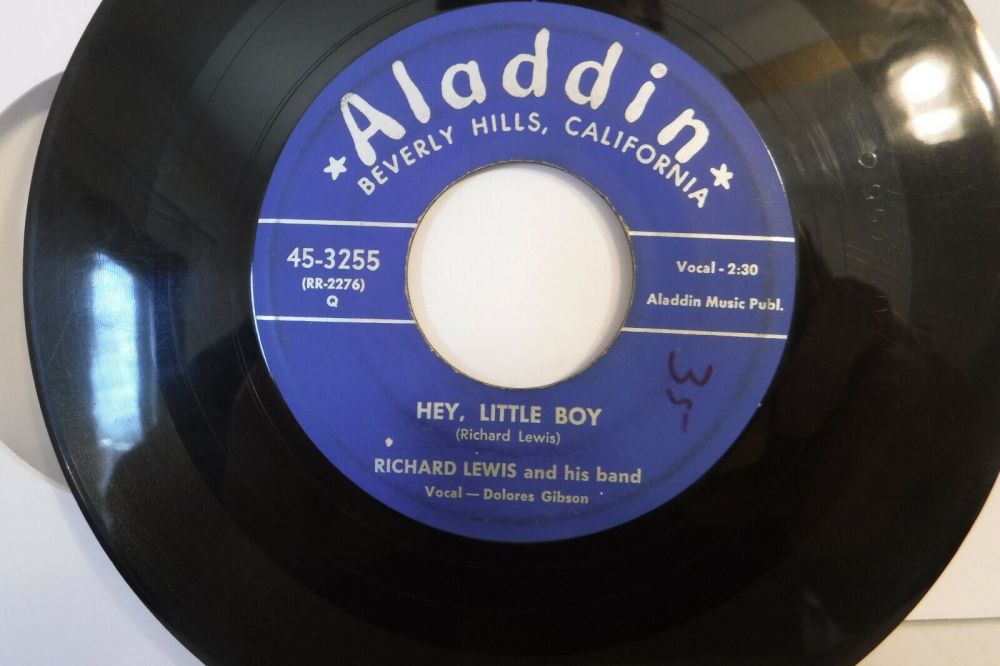 Aladdin
BEVERLY HILLS, CALIFORNIA
45-3255
(RR-2276)
Q
Vocal - 2:30
Aladdin Music Publ.
35-
HEY, LITTLE BOY
(Richard Lewis)
RICHARD LEWIS and his band
Vocal — Dolores Gibson